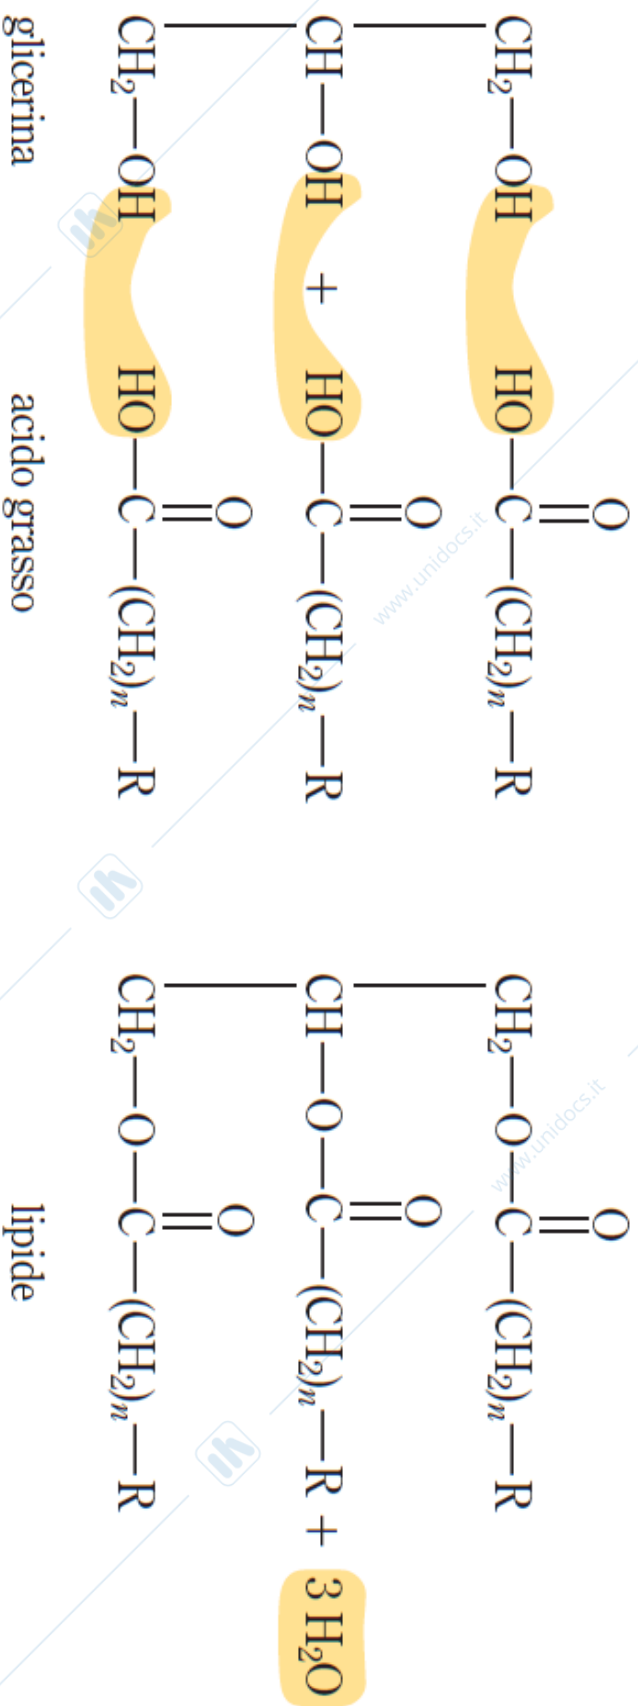 CH2—OH HO—C(=O)—(CH2)n—R CH2—O—C(=O)—(CH2)n—R
CH—OH + HO—C(=O)—(CH2)n—R CH—O—C(=O)—(CH2)n—R + 3 H2O
CH2—OH HO—C(=O)—(CH2)n—R CH2—O—C(=O)—(CH2)n—R
glicerina acido grasso lipide
www.unidocs.it
www.unidocs.it